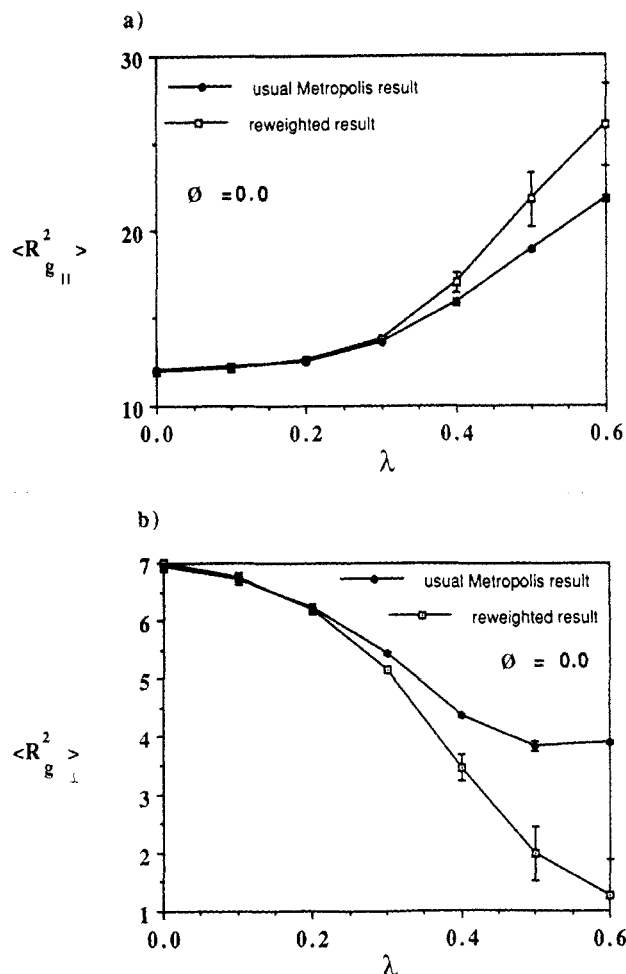 a)
30
usual Metropolis result
reweighted result
Ø = 0.0
<R²g||>
20
10
0.0 0.2 0.4 0.6
λ
b)
7
usual Metropolis result
reweighted result
6
Ø = 0.0
5
<R²g>⊥
4
3
2
1
0.0 0.2 0.4 0.6
λ